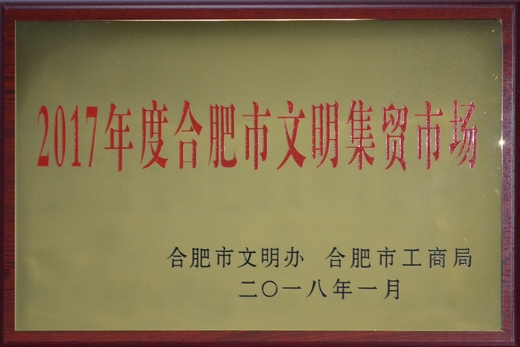 2017年度合肥市文明集贸市场
合肥市文明办 合肥市工商局
二〇一八年一月